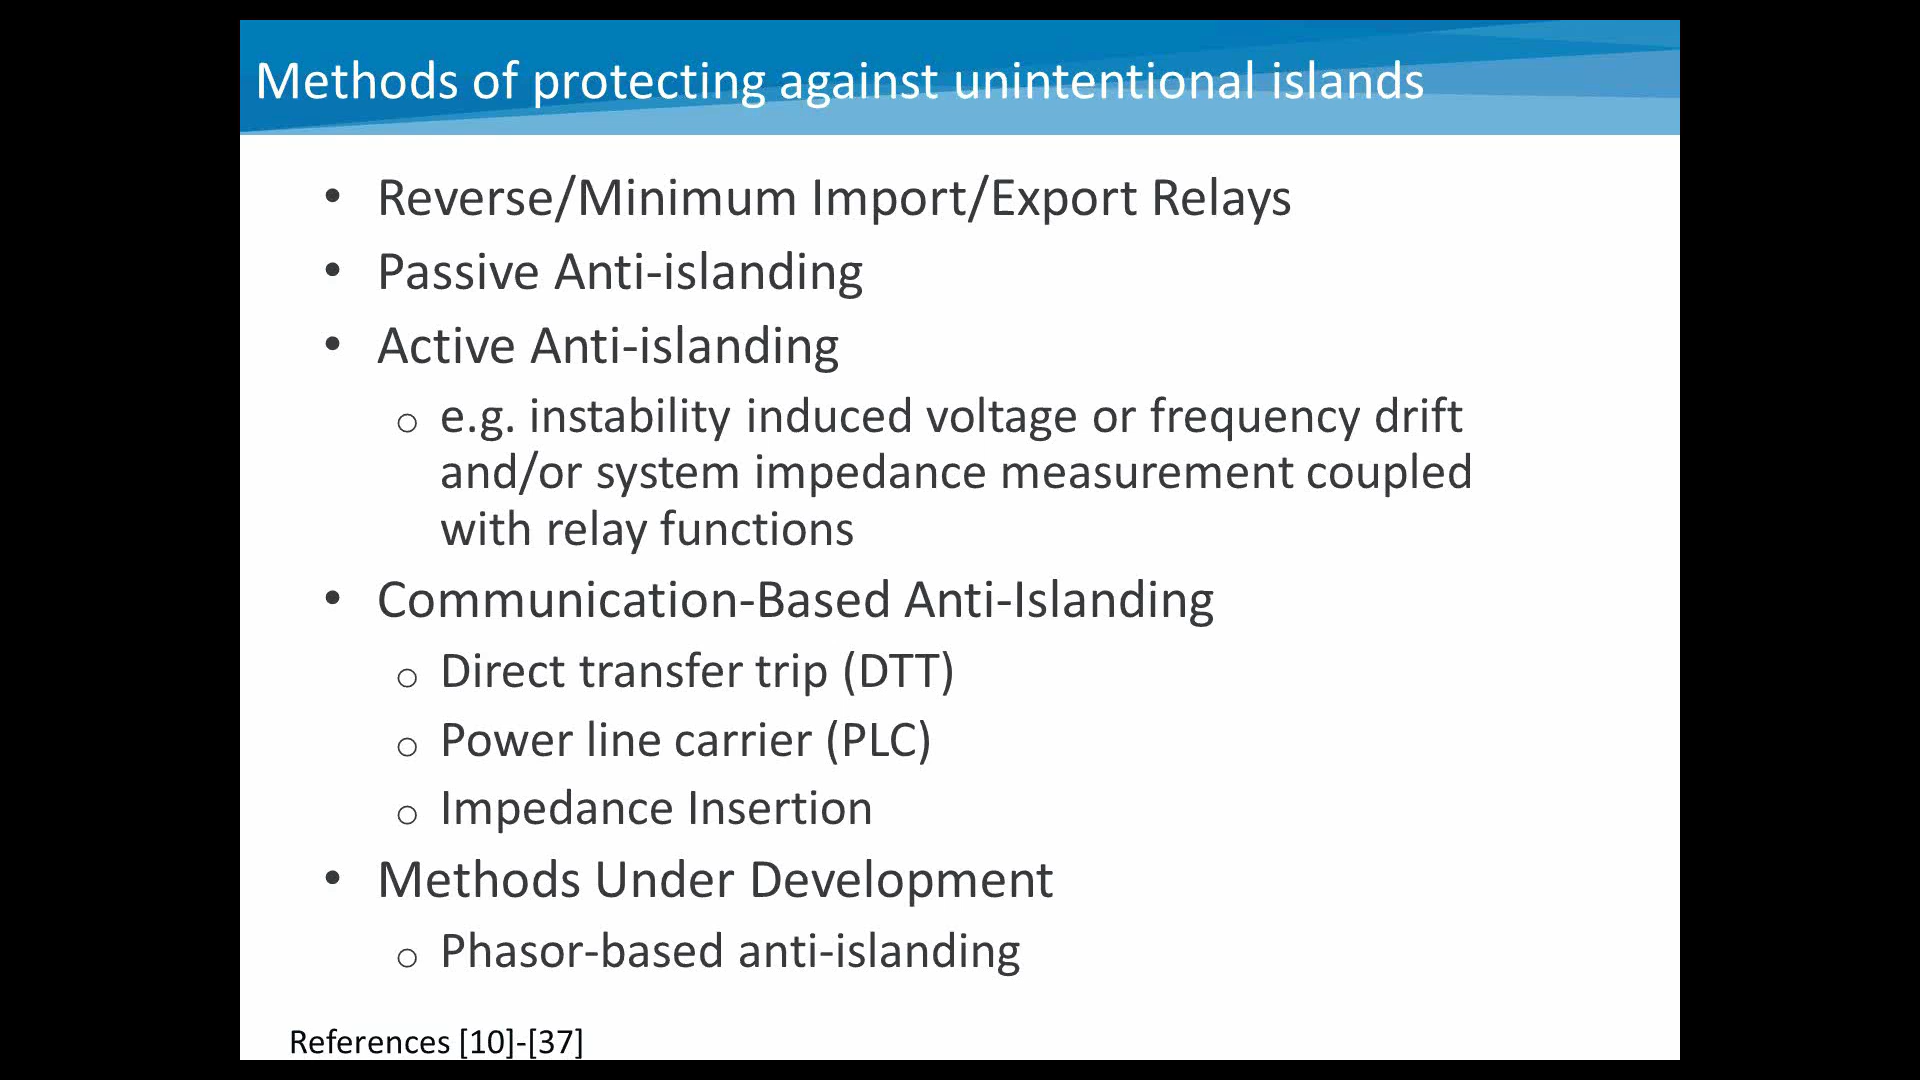 Methods of protecting against unintentional islands
• Reverse/Minimum Import/Export Relays
• Passive Anti-islanding
• Active Anti-islanding
o e.g. instability induced voltage or frequency drift
and/or system impedance measurement coupled
with relay functions
• Communication-Based Anti-Islanding
o Direct transfer trip (DTT)
o Power line carrier (PLC)
o Impedance Insertion
• Methods Under Development
o Phasor-based anti-islanding
References [10]-[37]